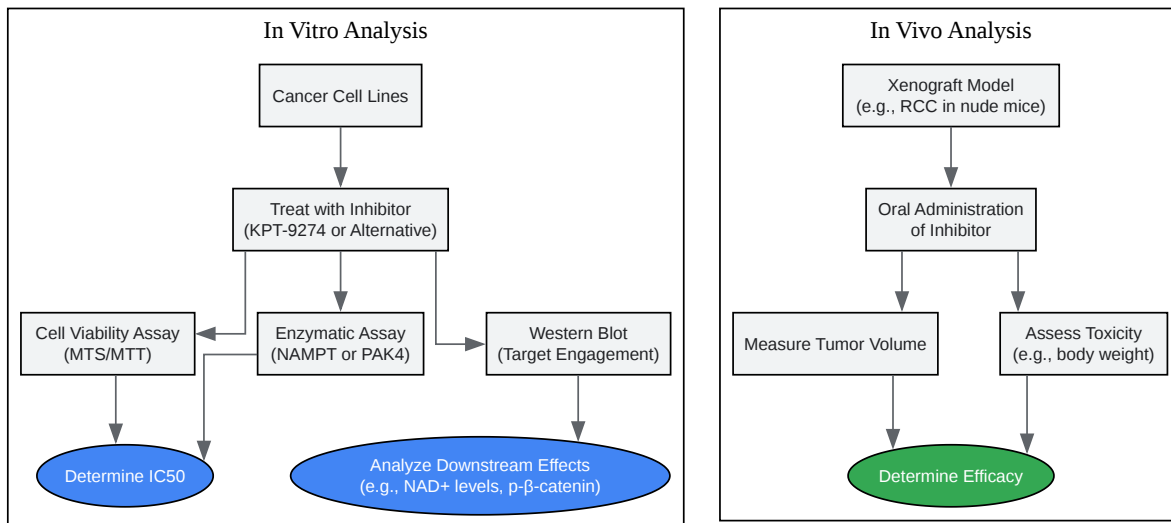 In Vitro Analysis
Cancer Cell Lines
Treat with Inhibitor
(KPT-9274 or Alternative)
Cell Viability Assay
(MTS/MTT)
Enzymatic Assay
(NAMPT or PAK4)
Western Blot
(Target Engagement)
Determine IC50
Analyze Downstream Effects
(e.g., NAD+ levels, p-β-catenin)
In Vivo Analysis
Xenograft Model
(e.g., RCC in nude mice)
Oral Administration
of Inhibitor
Measure Tumor Volume
Assess Toxicity
(e.g., body weight)
Determine Efficacy